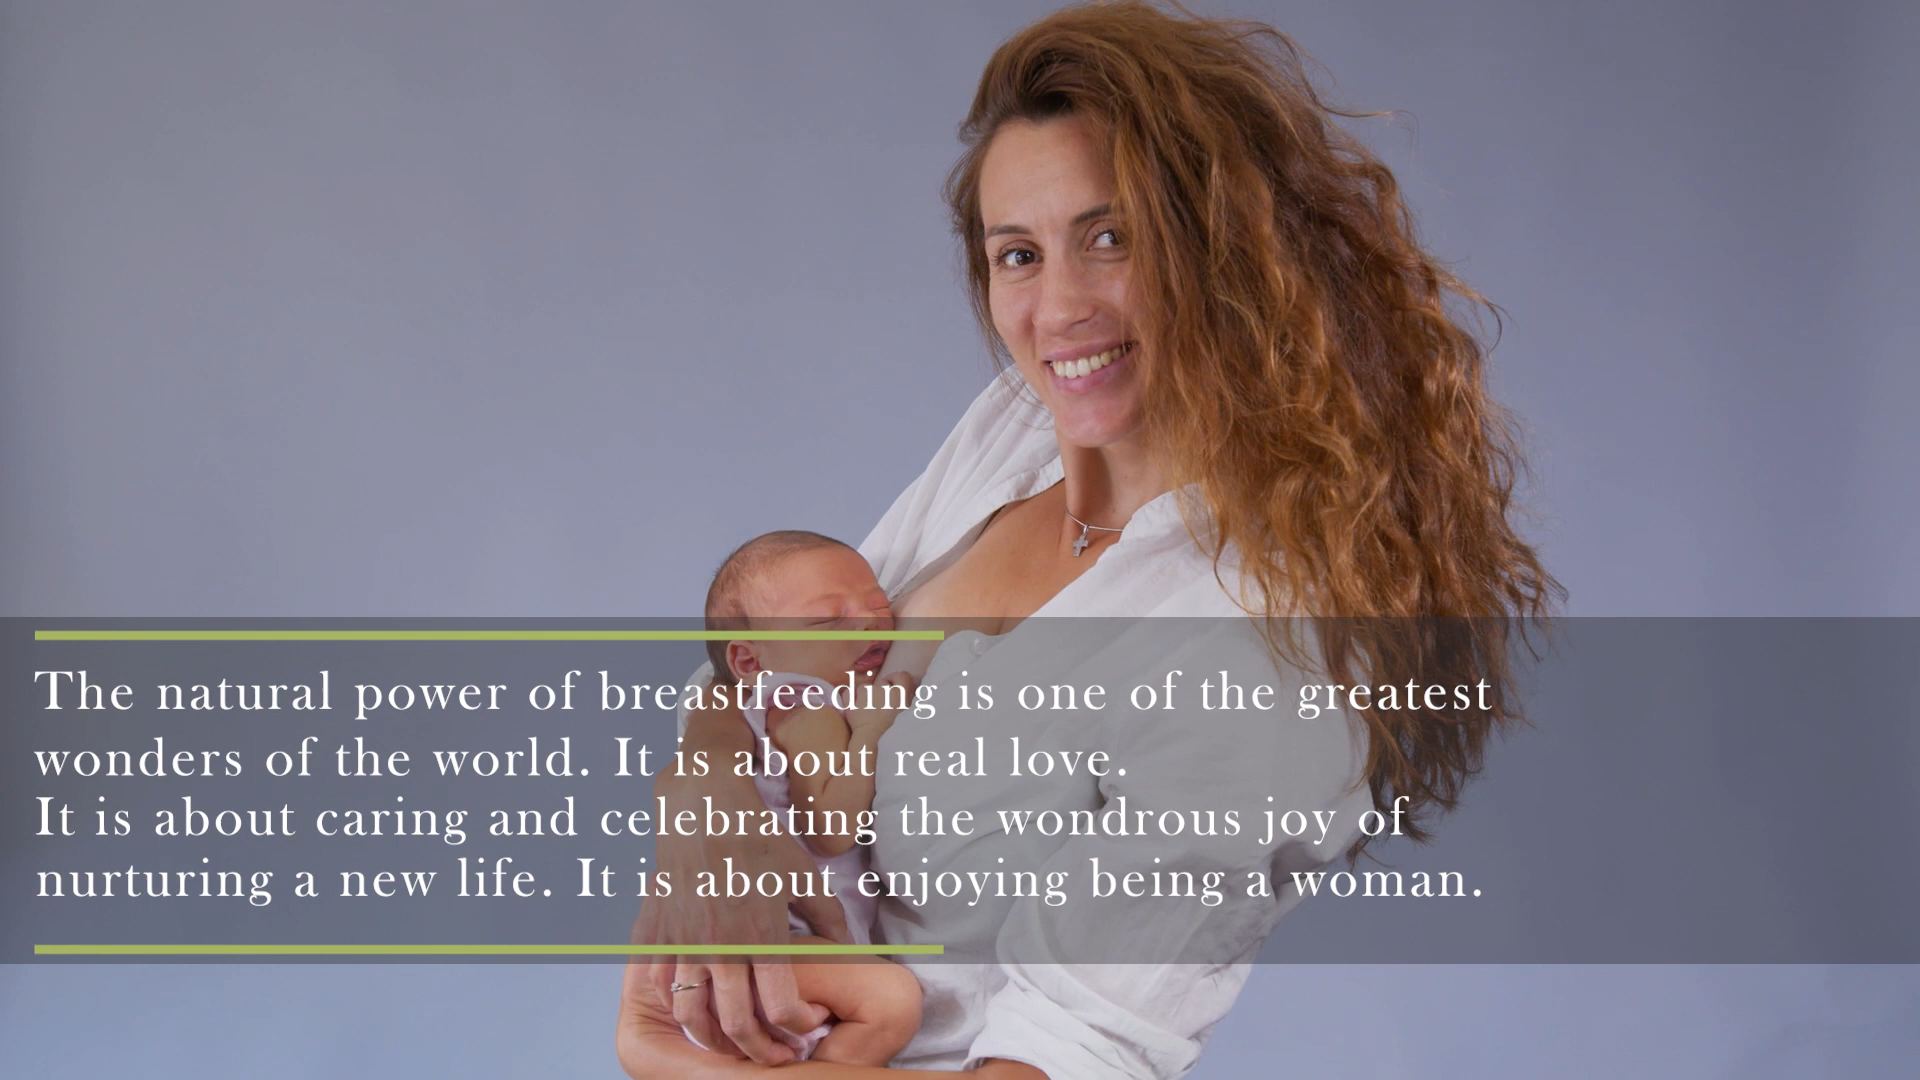 The natural power of breastfeeding is one of the greatest
wonders of the world. It is about real love.
It is about caring and celebrating the wondrous joy of
nurturing a new life. It is about enjoying being a woman.